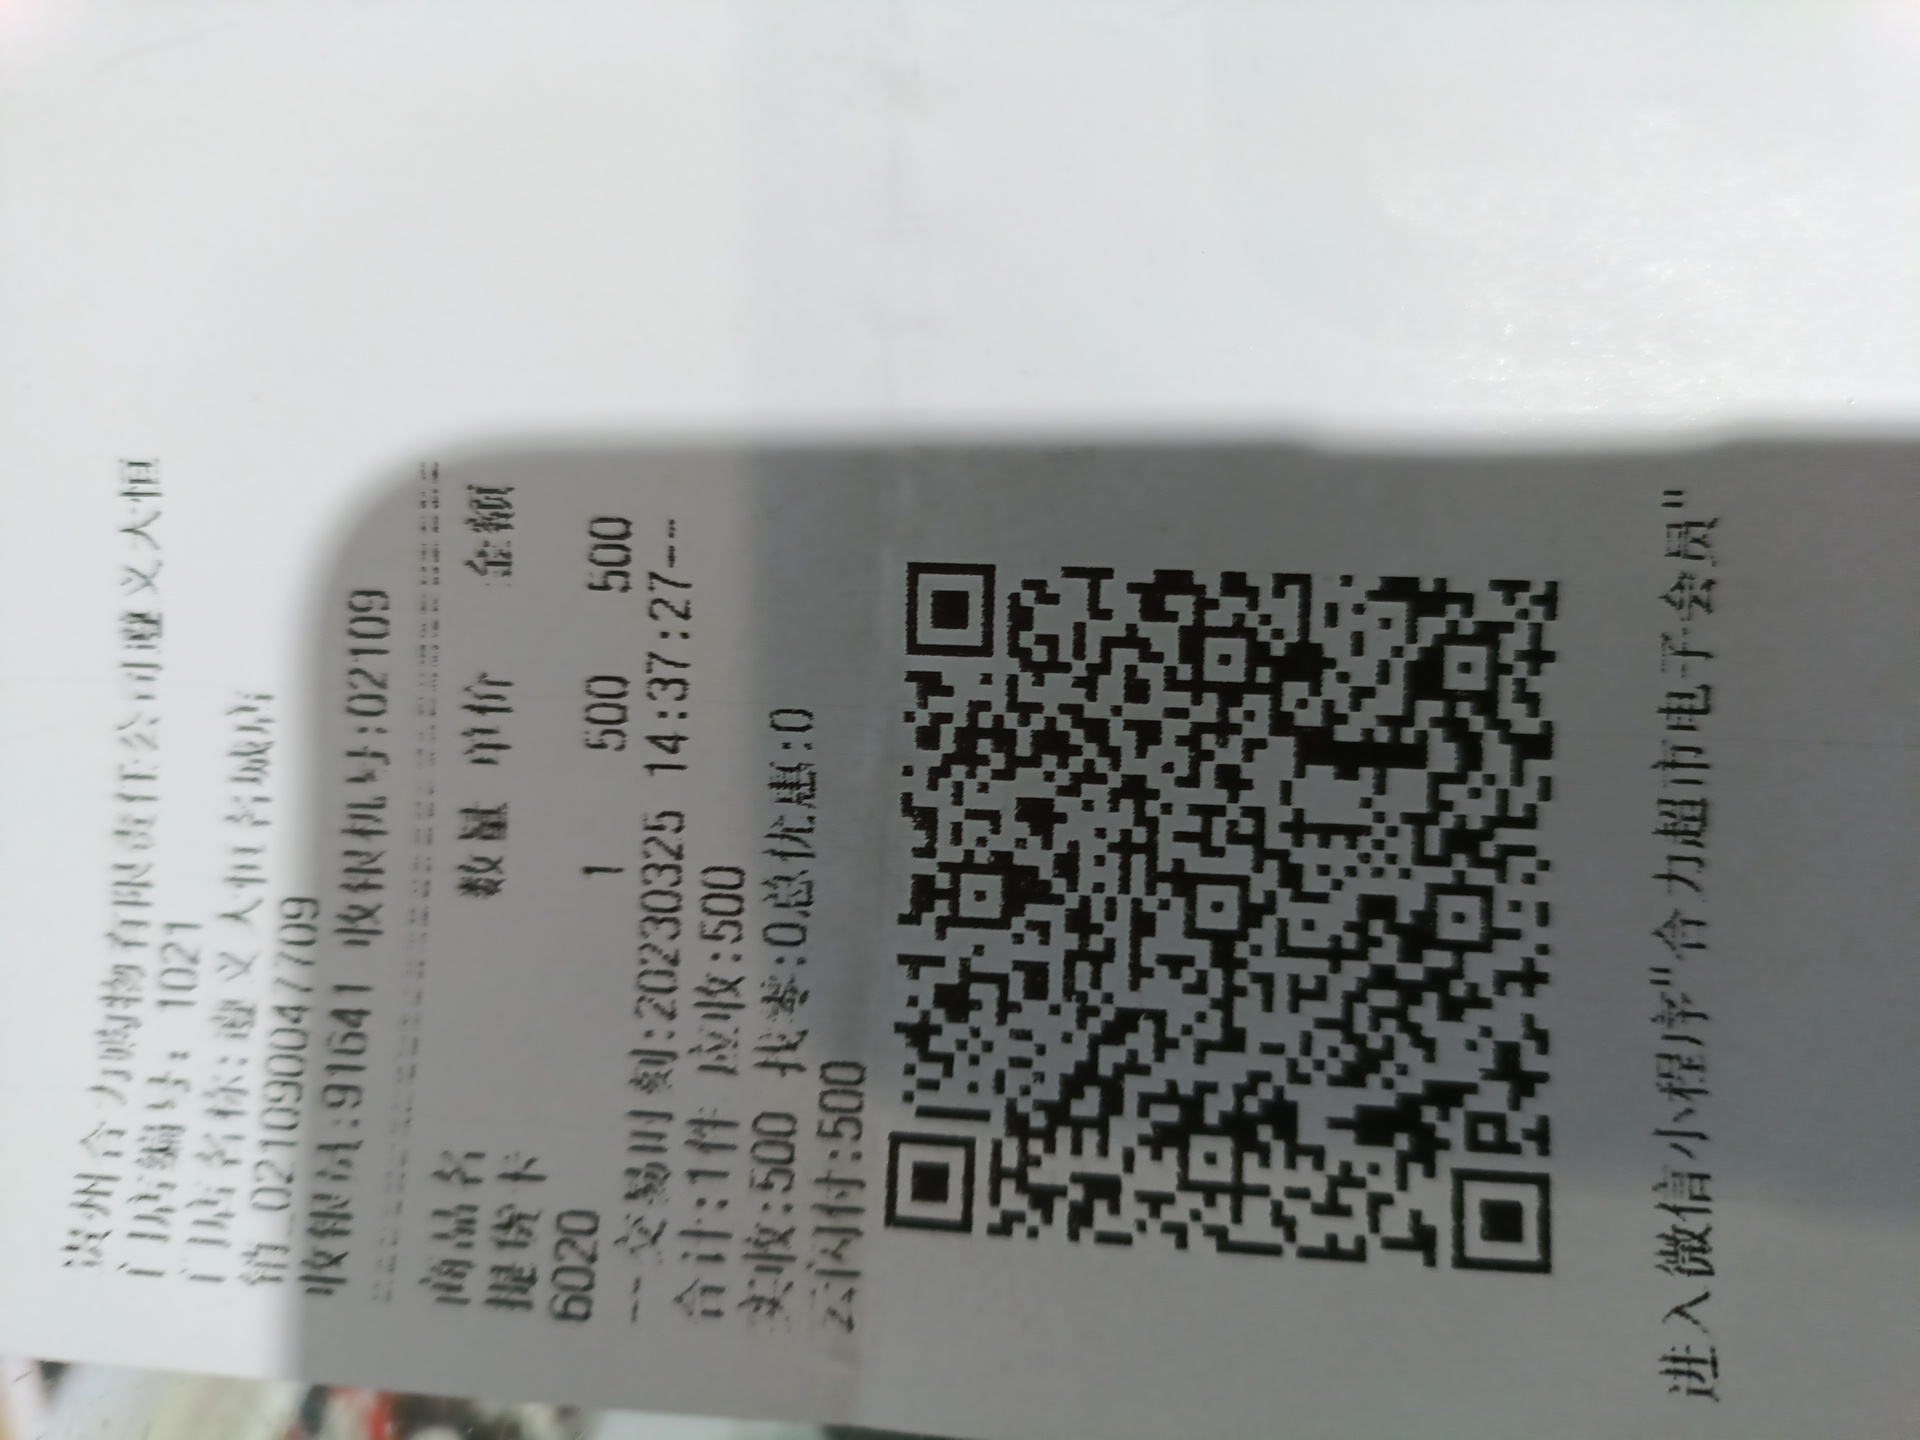 州合力购物有限责任公司遵义大恒
门店编号: 1021
门店名称:遵义大恒名城店
销_021090047709
收银员:91641 收银机号:02109
商品名 数量 单价 金额
提货卡
6020 1 500 500
--交易时刻:20230325 14:37:27--
合计:1件 应收:500
实收:500 找零:0总优惠:0
云闪付:500
进入微信小程序"合力超市电子会员"